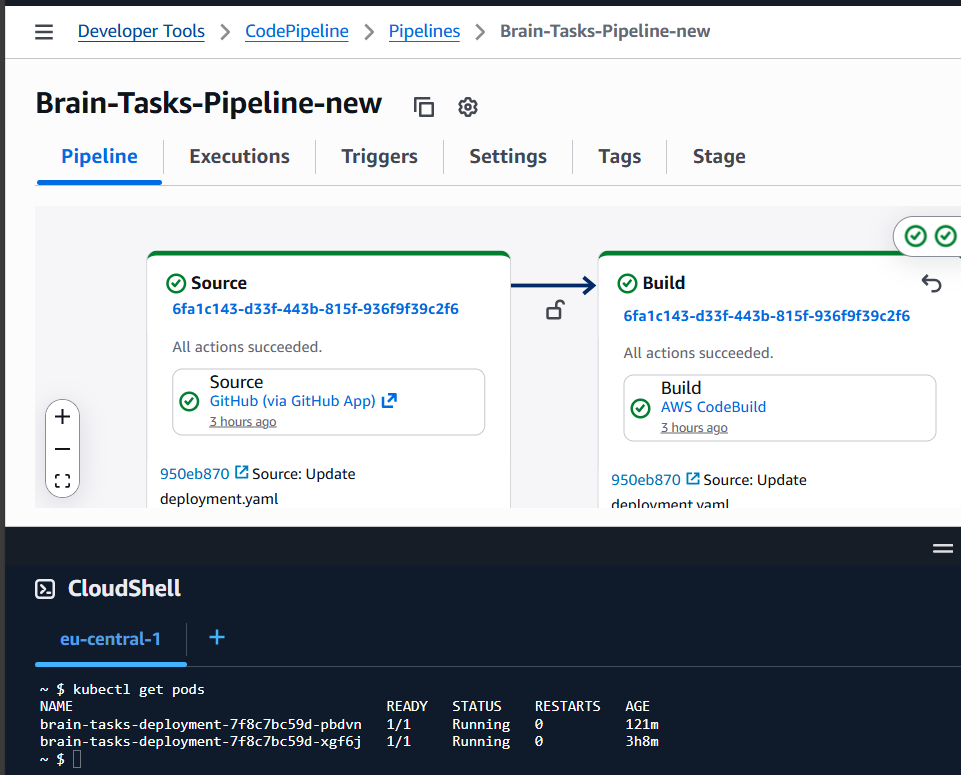 Developer Tools > CodePipeline > Pipelines > Brain-Tasks-Pipeline-new
Brain-Tasks-Pipeline-new
Pipeline Executions Triggers Settings Tags Stage
Source
6fa1c143-d33f-443b-815f-936f9f39c2f6
All actions succeeded.
Source
GitHub (via GitHub App)
3 hours ago
950eb870 Source: Update
deployment.yaml
Build
6fa1c143-d33f-443b-815f-936f9f39c2f6
All actions succeeded.
Build
AWS CodeBuild
3 hours ago
950eb870 Source: Update
deployment.yaml
CloudShell
eu-central-1 +
~ $ kubectl get pods
NAME READY STATUS RESTARTS AGE
brain-tasks-deployment-7f8c7bc59d-pbdvn 1/1 Running 0 121m
brain-tasks-deployment-7f8c7bc59d-xgf6j 1/1 Running 0 3h8m
~ $